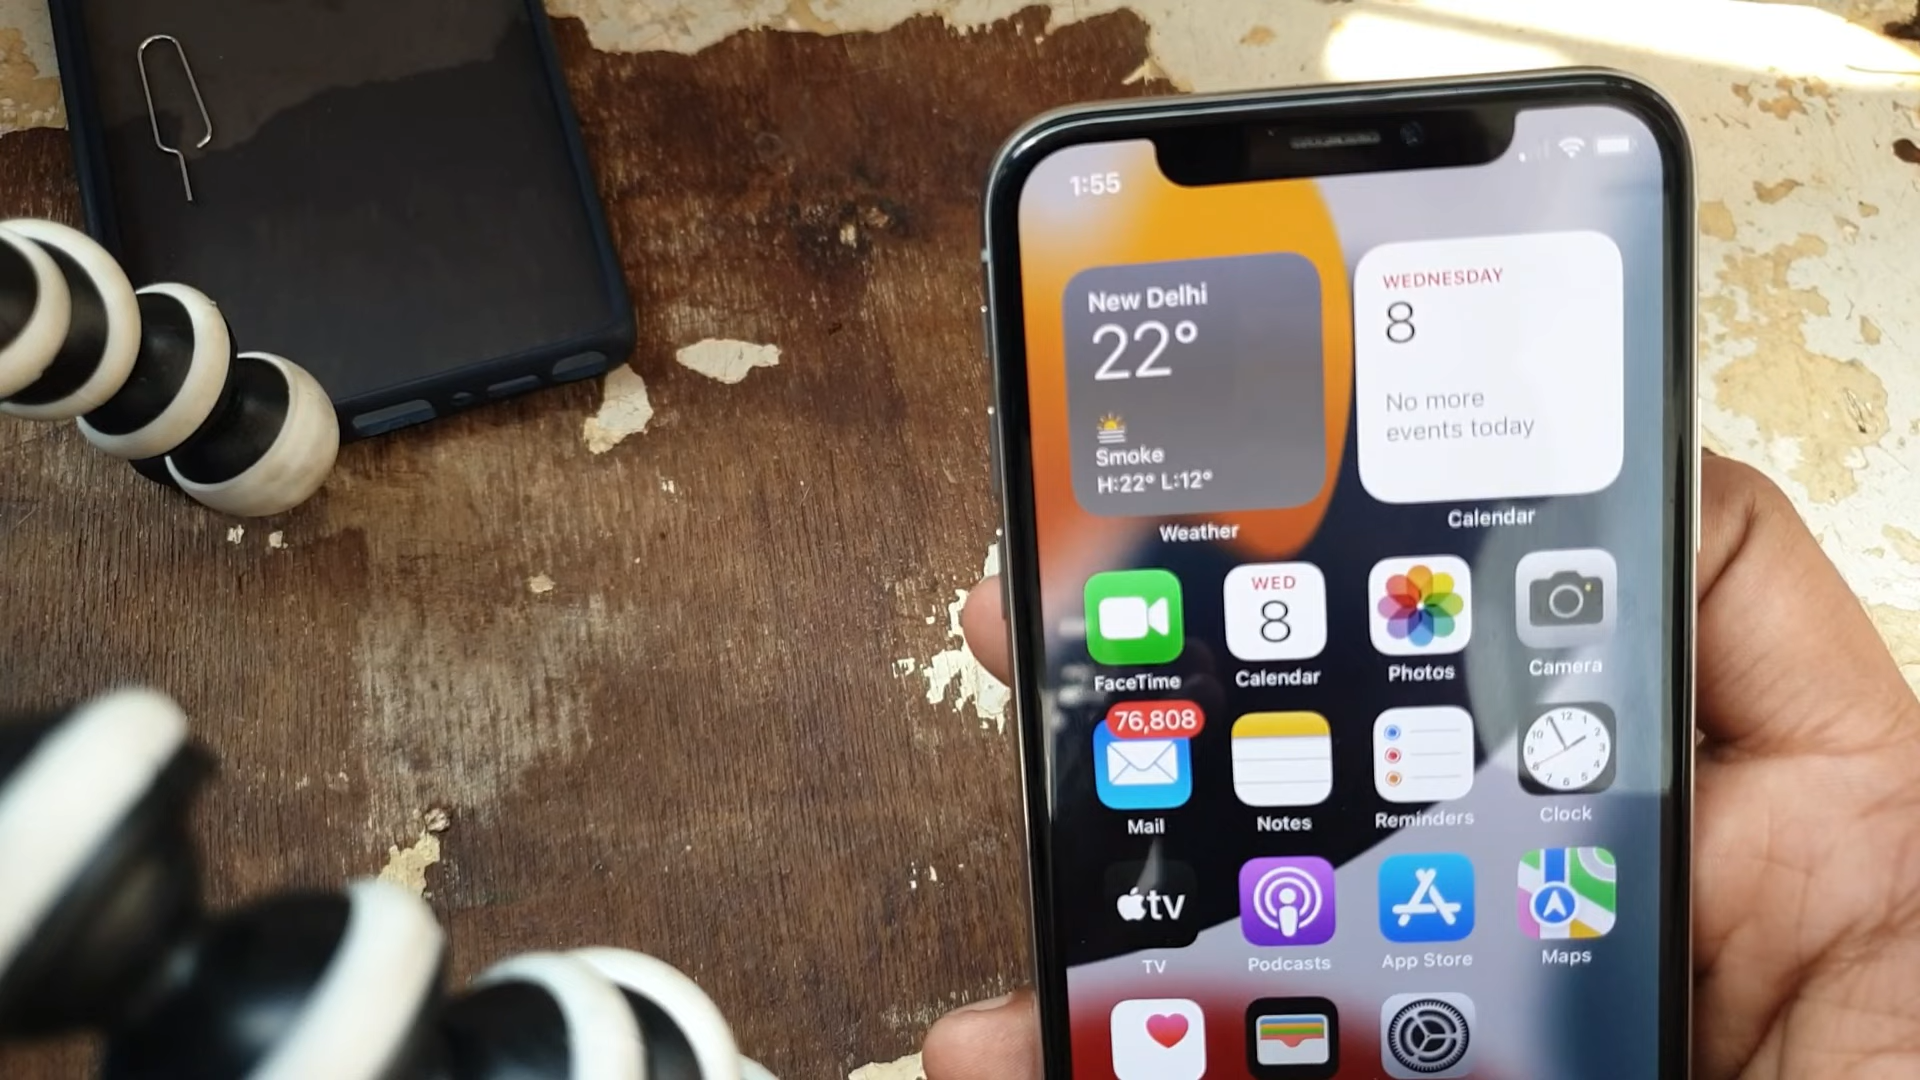 1:55
New Delhi
22°
Smoke
H:22° L:12°
Weather
WEDNESDAY
8
No more
events today
Calendar
FaceTime
WED
8
Calendar
Photos
Camera
76,808
Mail
Notes
Reminders
Clock
tv
TV
Podcasts
App Store
Maps